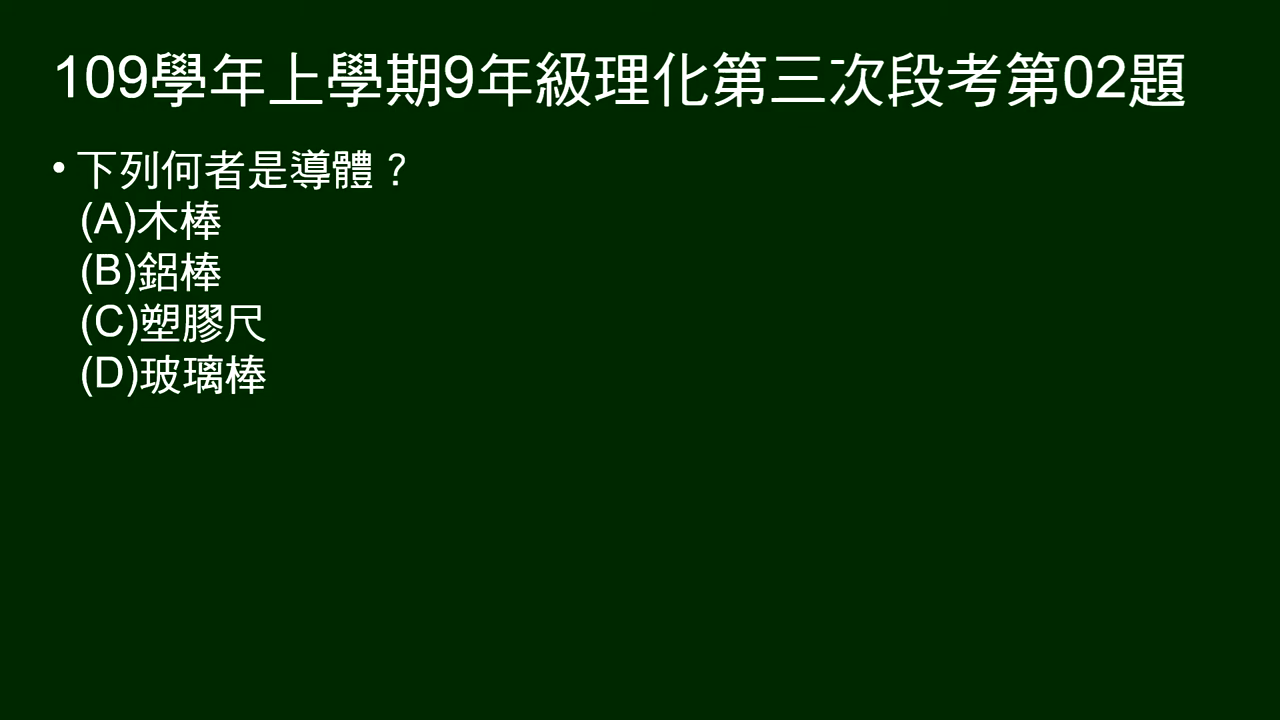 109學年上學期9年級理化第三次段考第02題
• 下列何者是導體？
(A)木棒
(B)鋁棒
(C)塑膠尺
(D)玻璃棒